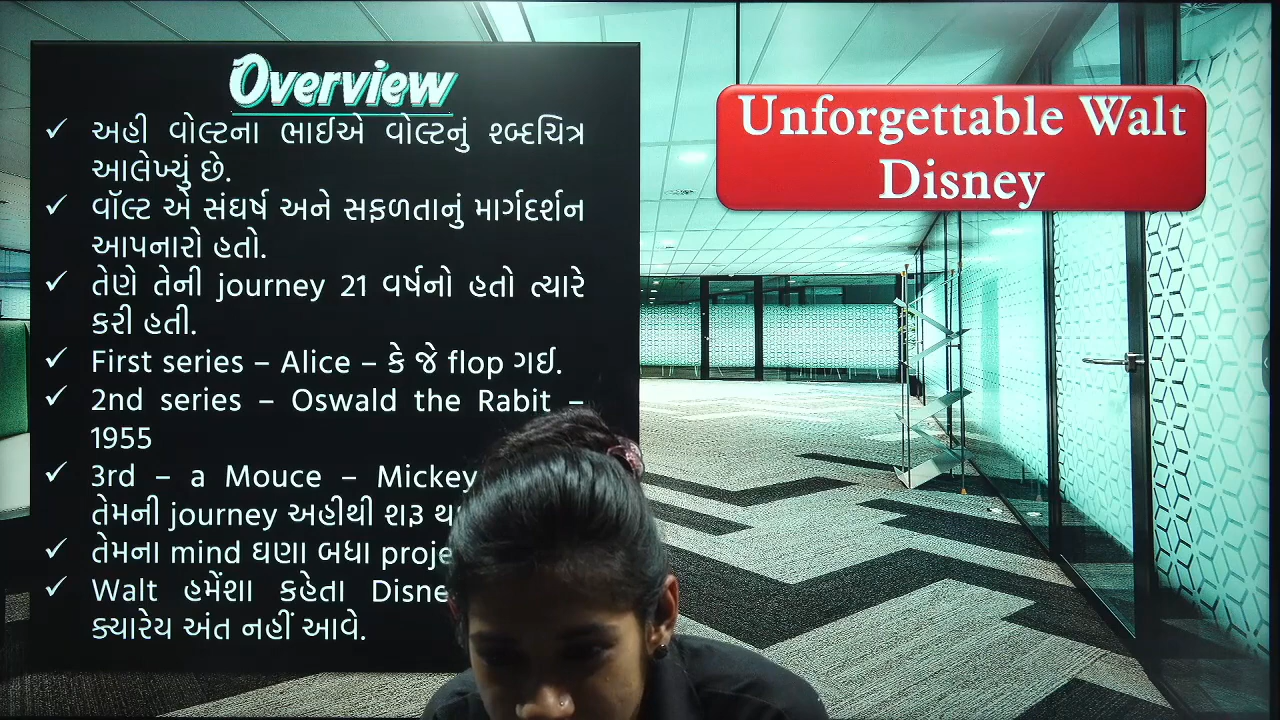 Overview
અહી વોલ્ટના ભાઈએ વોલ્ટનું શબ્દચિત્ર
આલેખ્યું છે.
વૉલ્ટ એ સંઘર્ષ અને સફળતાનું માર્ગદર્શન
આપનારો હતો.
તેણે તેની journey 21 વર્ષનો હતો ત્યારે
કરી હતી.
First series – Alice – કે જે flop ગઈ.
2nd series – Oswald the Rabit –
1955
3rd – a Mouce – Mickey
તેમની journey અહીથી શરૂ
તેમના mind ઘણા બધા
Walt હમેંશા કહેતા
ક્યારેય અંત નહીં આવે.
Unforgettable Walt
Disney